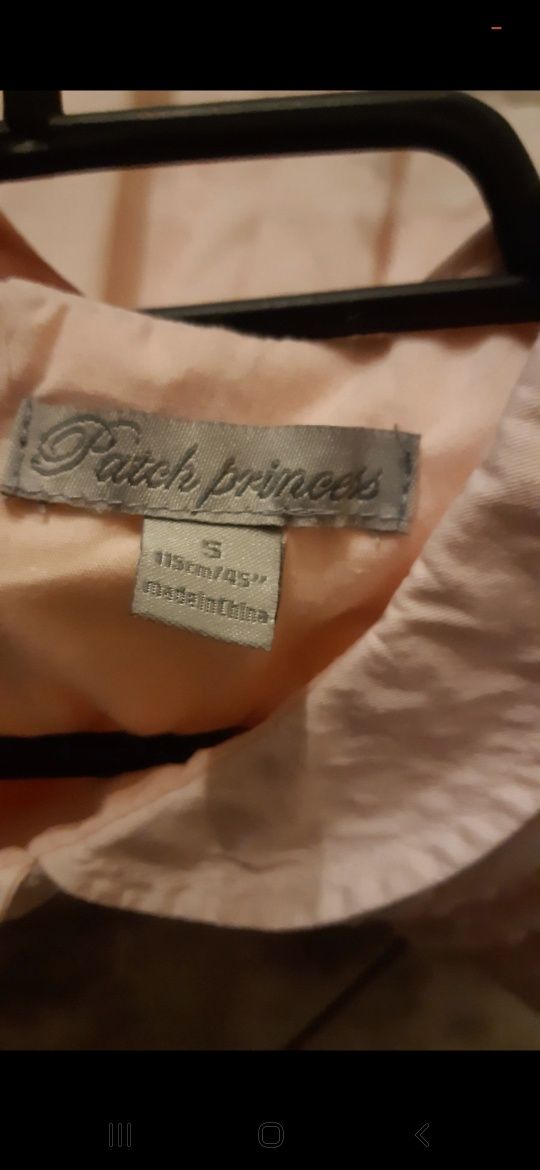 Patch princess
S
115cm/45"
made in China